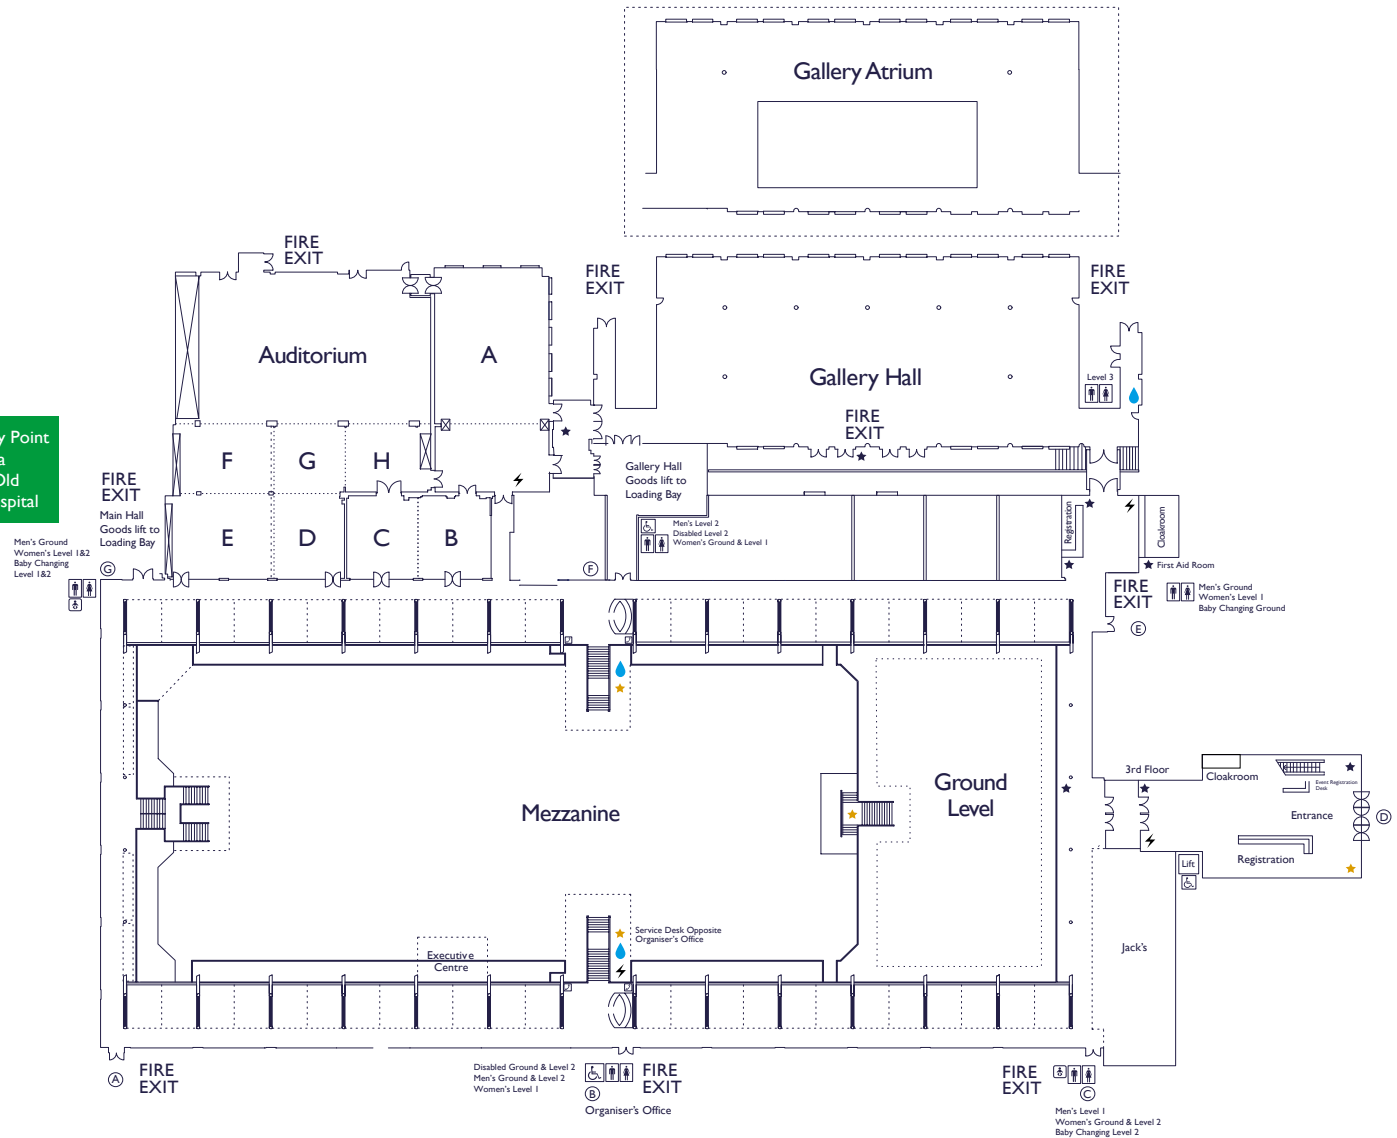 Gallery Atrium
FIRE
EXIT
FIRE
EXIT
FIRE
EXIT
Auditorium
A
Gallery Hall
Level 3
FIRE
EXIT
y Point
a
Old
spital
F
G
H
Gallery Hall
Goods lift to
Loading Bay
FIRE
EXIT
Main Hall
Goods lift to
Loading Bay
E
D
C
B
Men's Level 2
Disabled Level 2
Women's Ground & Level 1
Registration
Cloakroom
First Aid Room
Men's Ground
Women's Level 1&2
Baby Changing
Level 1&2
G
F
FIRE
EXIT
Men's Ground
Women's Level 1
Baby Changing Ground
E
3rd Floor
Cloakroom
Event Registration
Desk
Entrance
D
Registration
Lift
Mezzanine
Ground
Level
Service Desk Opposite
Organiser's Office
Executive
Centre
Jack's
A
FIRE
EXIT
Disabled Ground & Level 2
Men's Ground & Level 2
Women's Level 1
B
Organiser's Office
FIRE
EXIT
FIRE
EXIT
C
Men's Level 1
Women's Ground & Level 2
Baby Changing Level 2